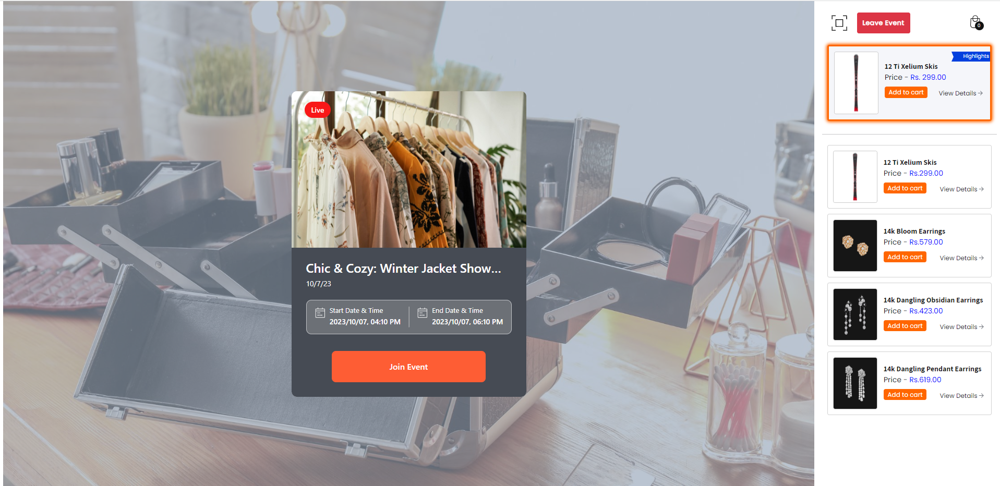 Live
Chic & Cozy: Winter Jacket Show...
10/7/23
Start Date & Time
2023/10/07, 04:10 PM
End Date & Time
2023/10/07, 06:10 PM
Join Event
Leave Event
0
Highlights
12 Ti Xelium Skis
Price - Rs. 299.00
Add to cart
View Details →
12 Ti Xelium Skis
Price - Rs.299.00
Add to cart
View Details →
14k Bloom Earrings
Price - Rs.579.00
Add to cart
View Details →
14k Dangling Obsidian Earrings
Price - Rs.423.00
Add to cart
View Details →
14k Dangling Pendant Earrings
Price - Rs.619.00
Add to cart
View Details →